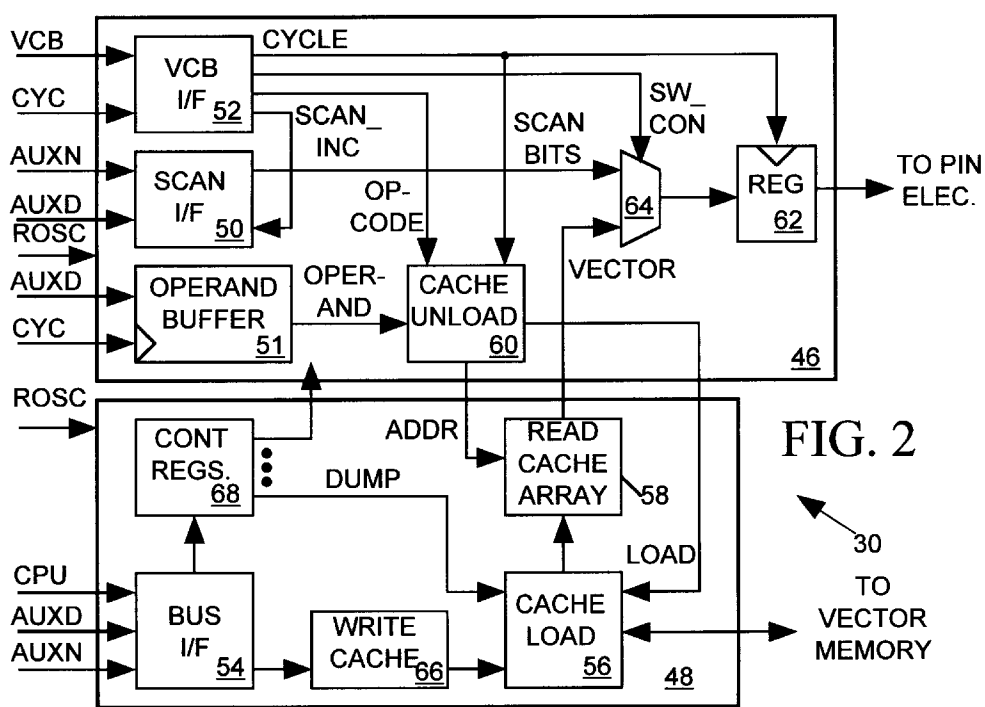 VCB
CYC
AUXN
AUXD
ROSC
AUXD
CYC
VCB
I/F
52
CYCLE
SCAN_
INC
SCAN
I/F
50
OP-
CODE
SCAN
BITS
SW_
CON
64
REG
62
TO PIN
ELEC.
VECTOR
OPERAND
BUFFER
51
OPER-
AND
CACHE
UNLOAD
60
46
ROSC
CONT
REGS.
68
ADDR
READ
CACHE
ARRAY
58
DUMP
FIG. 2
30
LOAD
CPU
AUXD
AUXN
BUS
I/F
54
WRITE
CACHE
66
CACHE
LOAD
56
48
TO
VECTOR
MEMORY